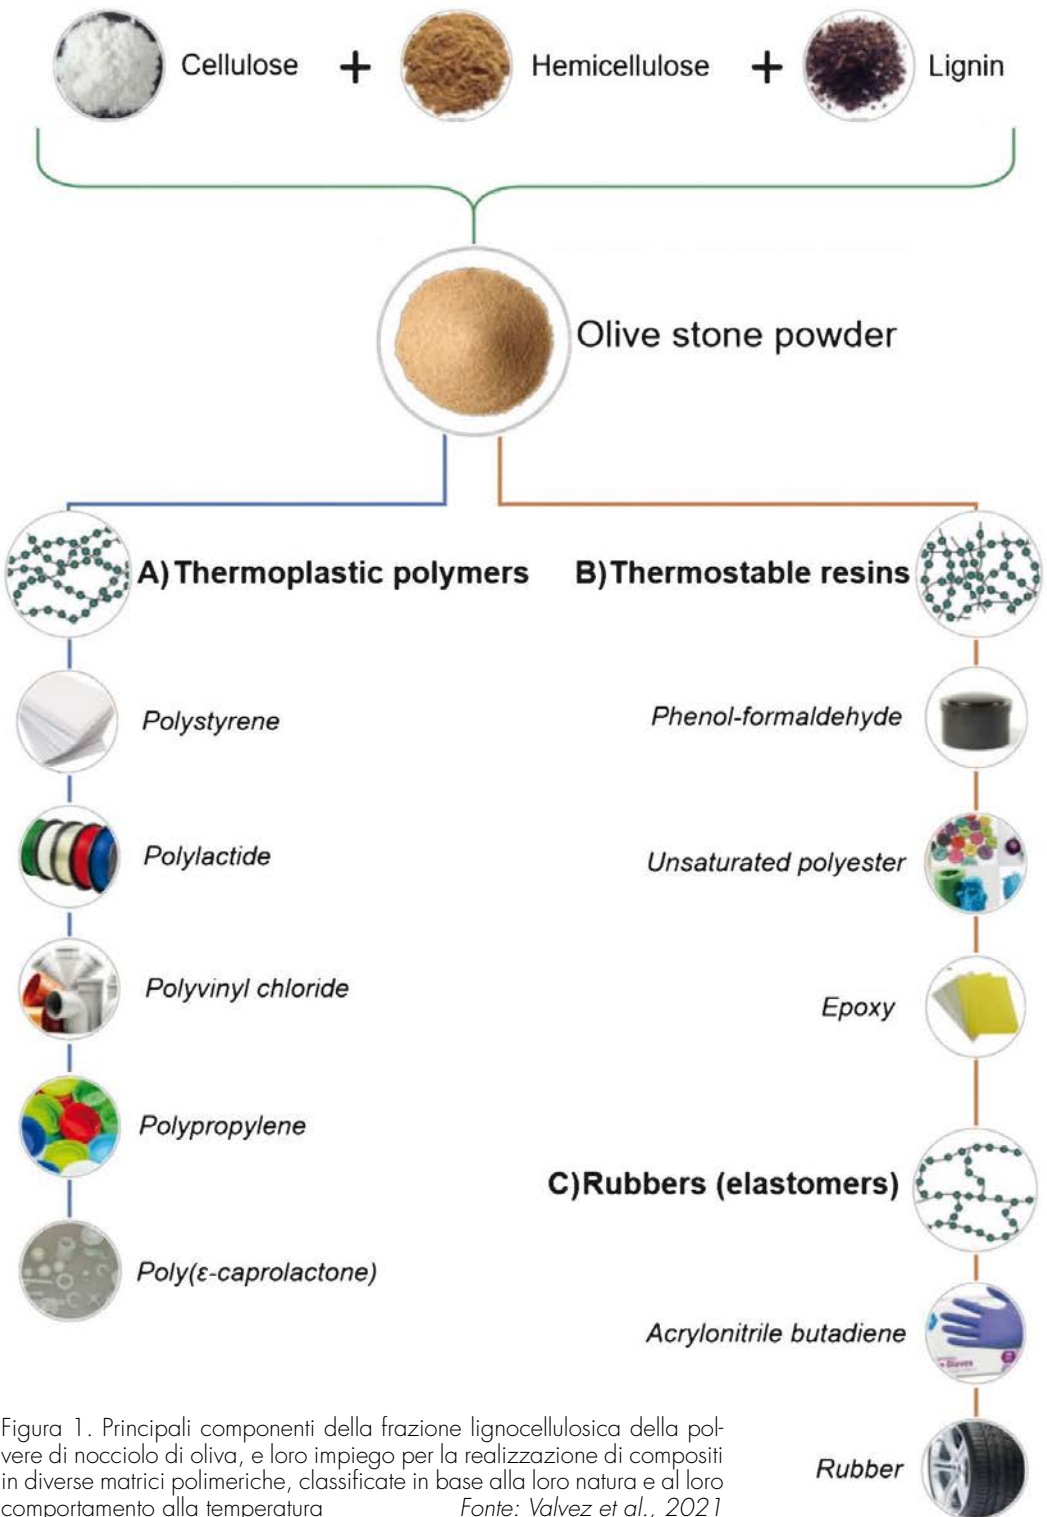 Cellulose + Hemicellulose + Lignin
Olive stone powder
A) Thermoplastic polymers
Polystyrene
Polylactide
Polyvinyl chloride
Polypropylene
Poly(ε-caprolactone)
B) Thermostable resins
Phenol-formaldehyde
Unsaturated polyester
Epoxy
C) Rubbers (elastomers)
Acrylonitrile butadiene
Gloves
Rubber
Figura 1. Principali componenti della frazione lignocellulosica della pol-
vere di nocciolo di oliva, e loro impiego per la realizzazione di compositi
in diverse matrici polimeriche, classificate in base alla loro natura e al loro
comportamento alla temperatura Fonte: Valvez et al., 2021